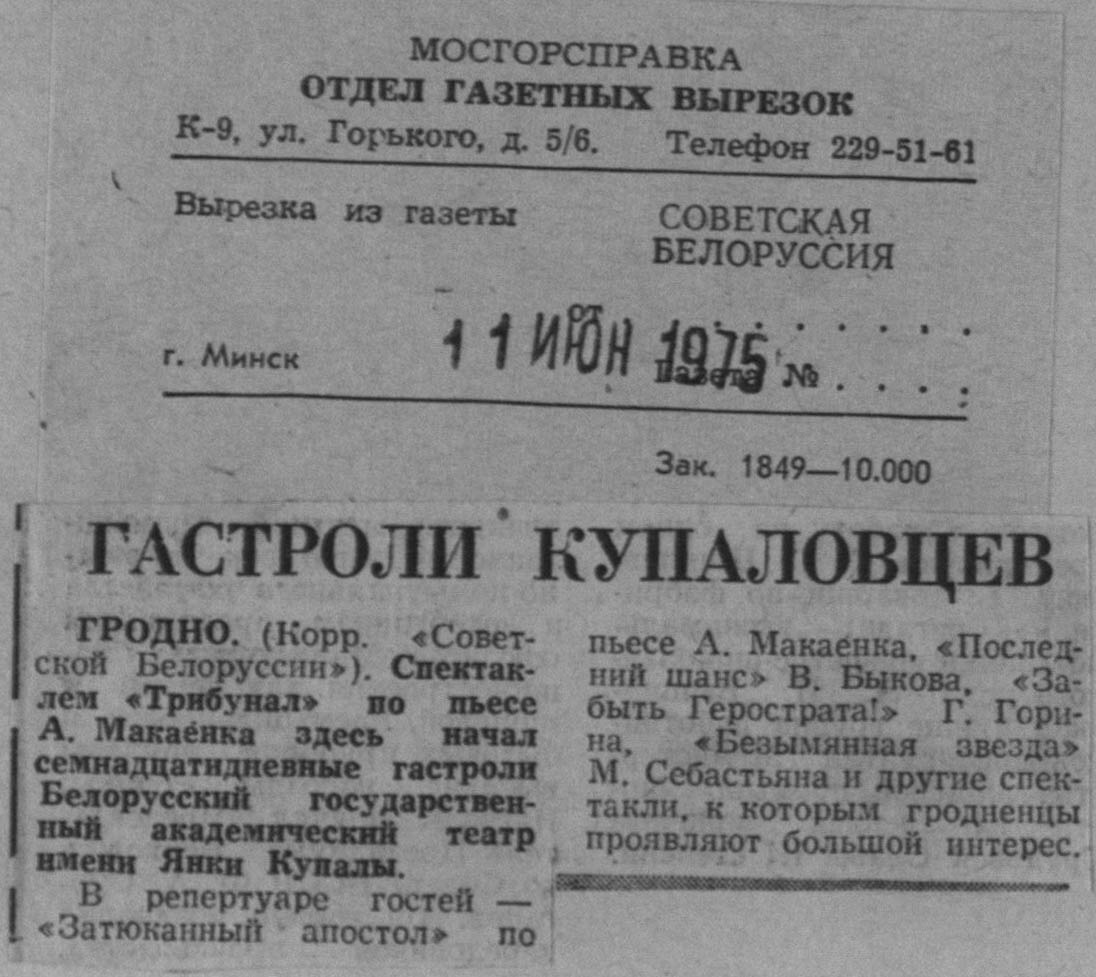 МОСГОРСПРАВКА
ОТДЕЛ ГАЗЕТНЫХ ВЫРЕЗОК
К-9, ул. Горького, д. 5/6. Телефон 229-51-61
Вырезка из газеты СОВЕТСКАЯ
БЕЛОРУССИЯ
от . . . . . . .
11 ИЮН 1975
г. Минск Газета № . . . .
Зак. 1849—10.000
ГАСТРОЛИ КУПАЛОВЦЕВ
ГРОДНО. (Корр. «Совет-
ской Белоруссии»). Спектак-
лем «Трибунал» по пьесе
А. Макаёнка здесь начал
семнадцатидневные гастроли
Белорусский государствен-
ный академический театр
имени Янки Купалы.
В репертуаре гостей —
«Затюканный апостол» по
пьесе А. Макаёнка, «Послед-
ний шанс» В. Быкова, «За-
быть Герострата!» Г. Гори-
на, «Безымянная звезда»
М. Себастьяна и другие спек-
такли, к которым гродненцы
проявляют большой интерес.